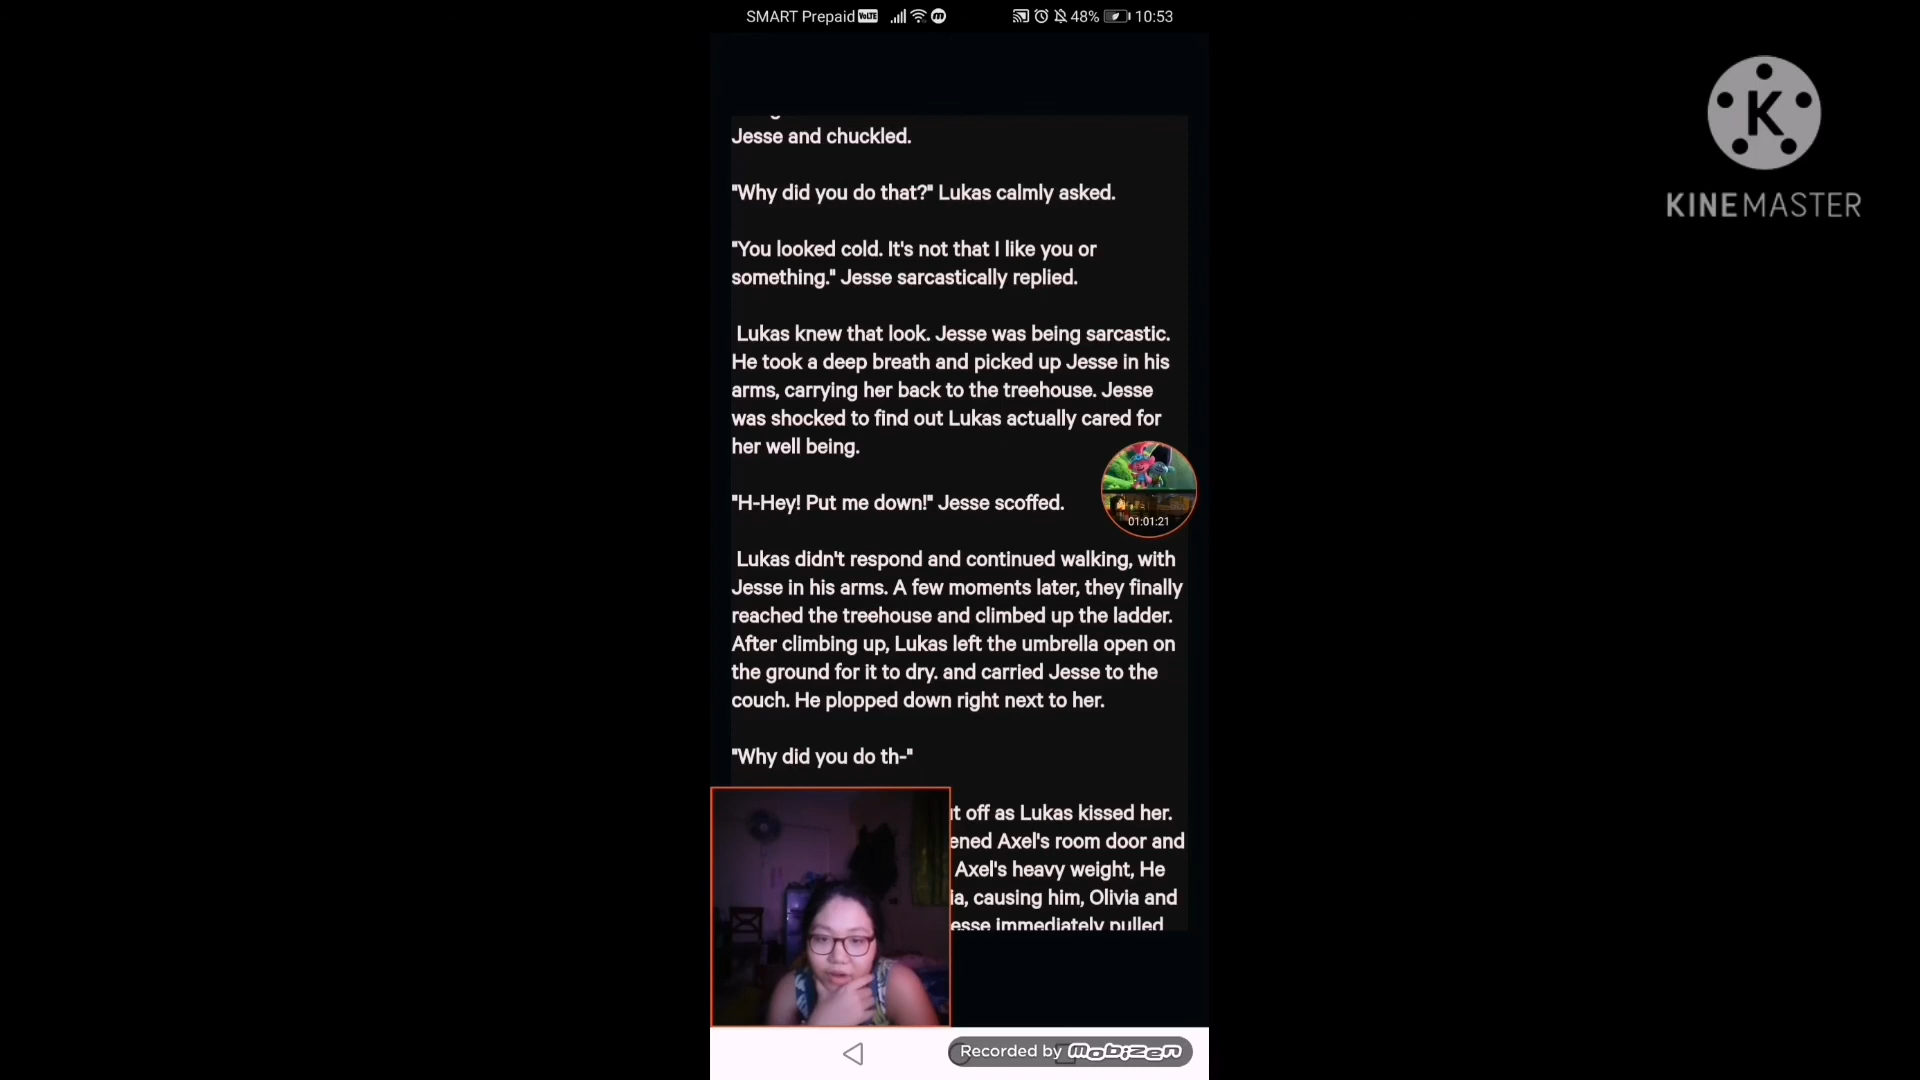 SMART Prepaid VoLTE 48% 10:53
Jesse and chuckled.
"Why did you do that?" Lukas calmly asked.
"You looked cold. It's not that I like you or
something." Jesse sarcastically replied.
Lukas knew that look. Jesse was being sarcastic.
He took a deep breath and picked up Jesse in his
arms, carrying her back to the treehouse. Jesse
was shocked to find out Lukas actually cared for
her well being.
"H-Hey! Put me down!" Jesse scoffed.
01:01:21
Lukas didn't respond and continued walking, with
Jesse in his arms. A few moments later, they finally
reached the treehouse and climbed up the ladder.
After climbing up, Lukas left the umbrella open on
the ground for it to dry. and carried Jesse to the
couch. He plopped down right next to her.
"Why did you do th-"
off as Lukas kissed her.
Axel's room door and
Axel's heavy weight, He
causing him, Olivia and
immediately pulled
Recorded by mobizen
K
KINEMASTER